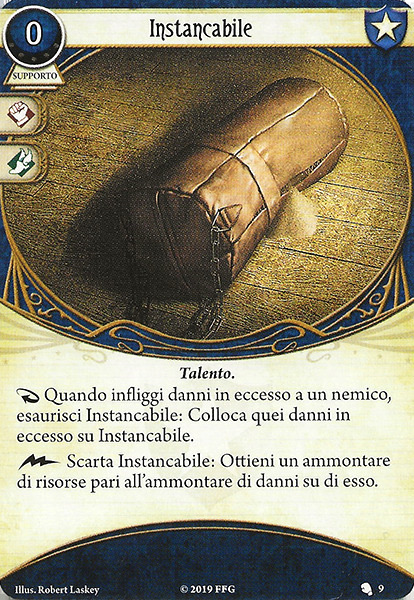 Instancabile
0
SUPPORTO
Talento.
Quando infliggi danni in eccesso a un nemico,
esaurisci Instancabile: Colloca quei danni in
eccesso su Instancabile.
Scarta Instancabile: Ottieni un ammontare
di risorse pari all'ammontare di danni su di esso.
Illus. Robert Laskey
© 2019 FFG
9